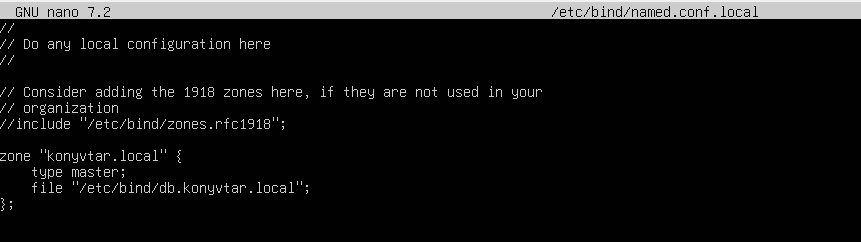 GNU nano 7.2 /etc/bind/named.conf.local
//
// Do any local configuration here
//
// Consider adding the 1918 zones here, if they are not used in your
// organization
//include "/etc/bind/zones.rfc1918";
zone "konyvtar.local" {
    type master;
    file "/etc/bind/db.konyvtar.local";
};